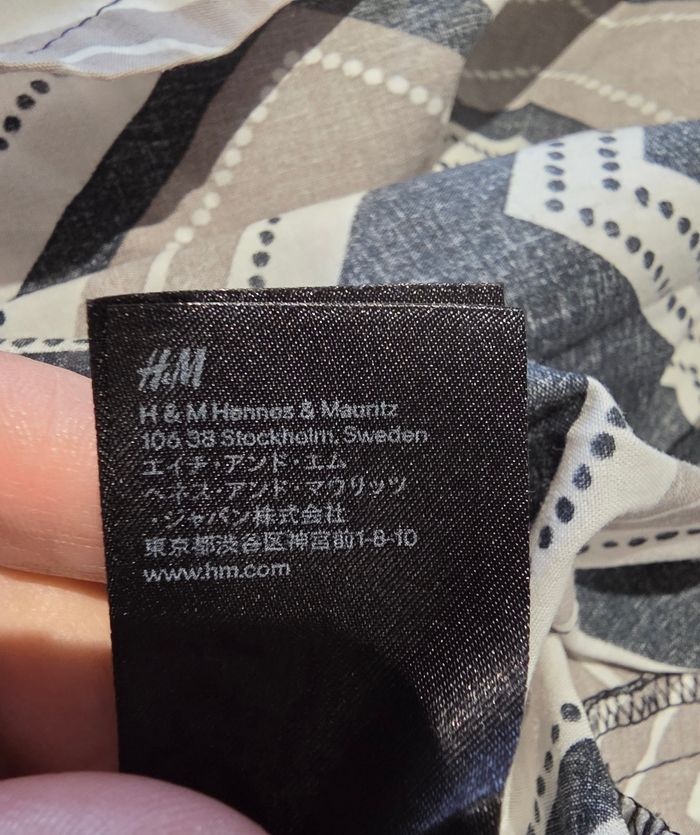 H&M
H & M Hennes & Mauritz
106 38 Stockholm, Sweden
エイチ・アンド・エム
ヘネス・アンド・マウリッツ
・ジャパン株式会社
東京都渋谷区神宮前1-8-10
www.hm.com